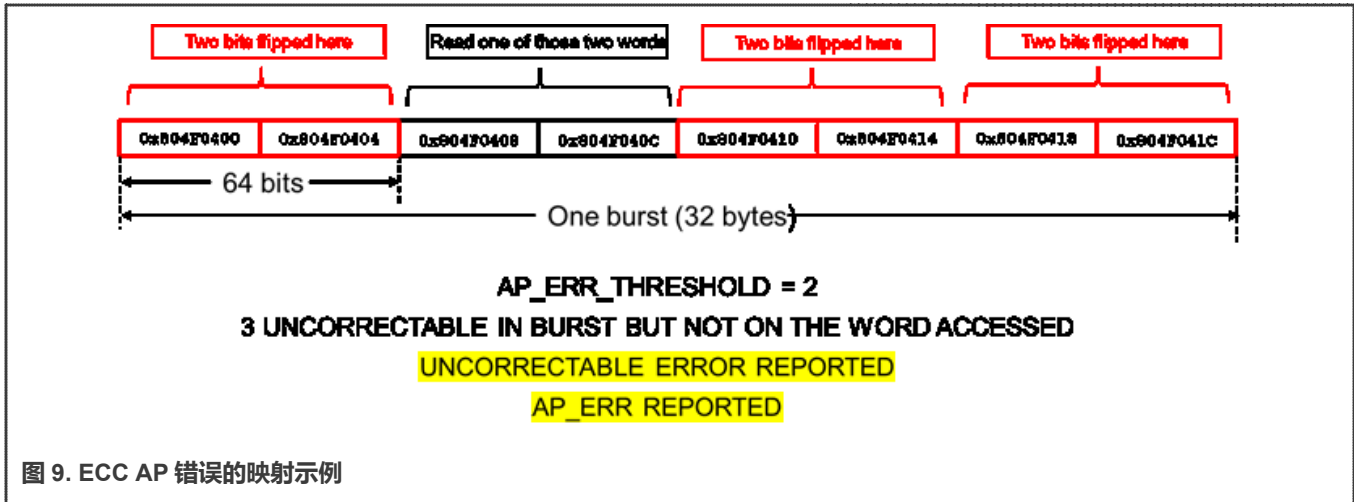 Two bits flipped here
Read one of those two words
Two bits flipped here
Two bits flipped here
0x804F0400
0x804F0404
0x804F0408
0x804F040C
0x804F0410
0x804F0414
0x804F0418
0x804F041C
64 bits
One burst (32 bytes)
AP_ERR_THRESHOLD = 2
3 UNCORRECTABLE IN BURST BUT NOT ON THE WORD ACCESSED
UNCORRECTABLE ERROR REPORTED
AP_ERR REPORTED
图 9. ECC AP 错误的映射示例